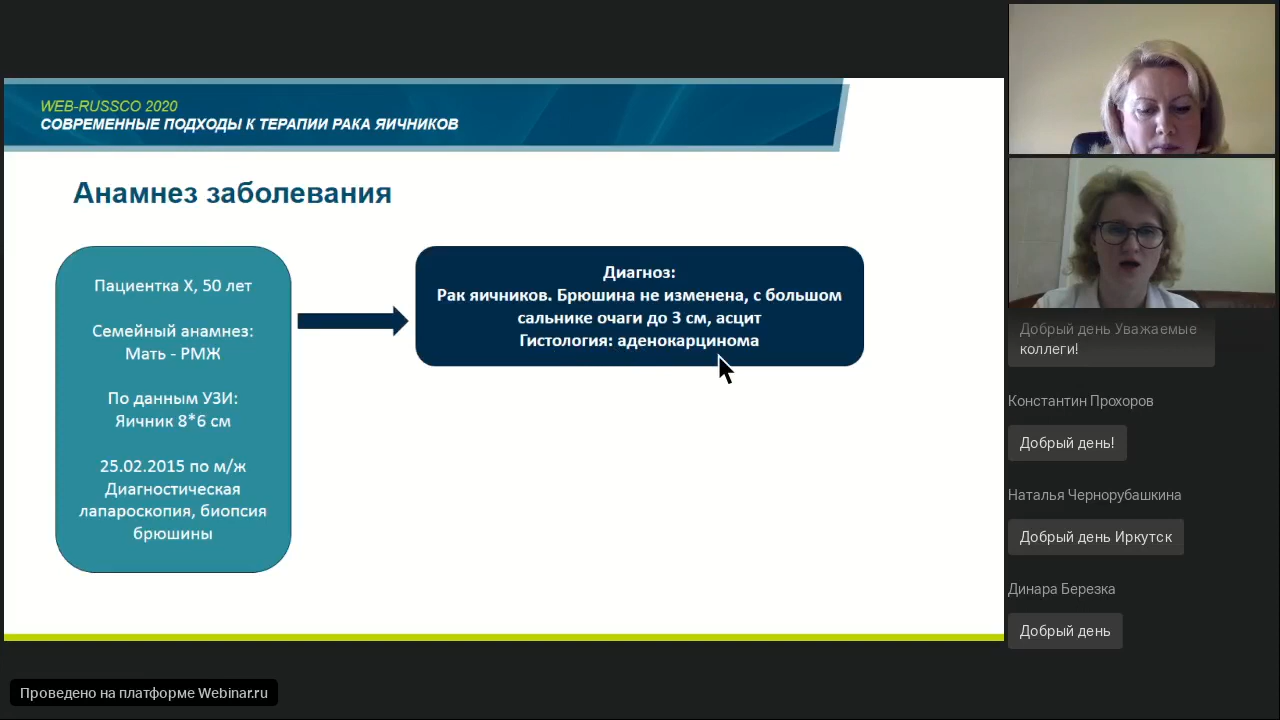 WEB-RUSSCO 2020
СОВРЕМЕННЫЕ ПОДХОДЫ К ТЕРАПИИ РАКА ЯИЧНИКОВ
Анамнез заболевания
Пациентка Х, 50 лет
Семейный анамнез:
Мать - РМЖ
По данным УЗИ:
Яичник 8*6 см
25.02.2015 по м/ж
Диагностическая
лапароскопия, биопсия
брюшины
Диагноз:
Рак яичников. Брюшина не изменена, с большом
сальнике очаги до 3 см, асцит
Гистология: аденокарцинома
Добрый день Уважаемые
коллеги!
Константин Прохоров
Добрый день!
Наталья Чернорубашкина
Добрый день Иркутск
Динара Березка
Добрый день
Проведено на платформе Webinar.ru